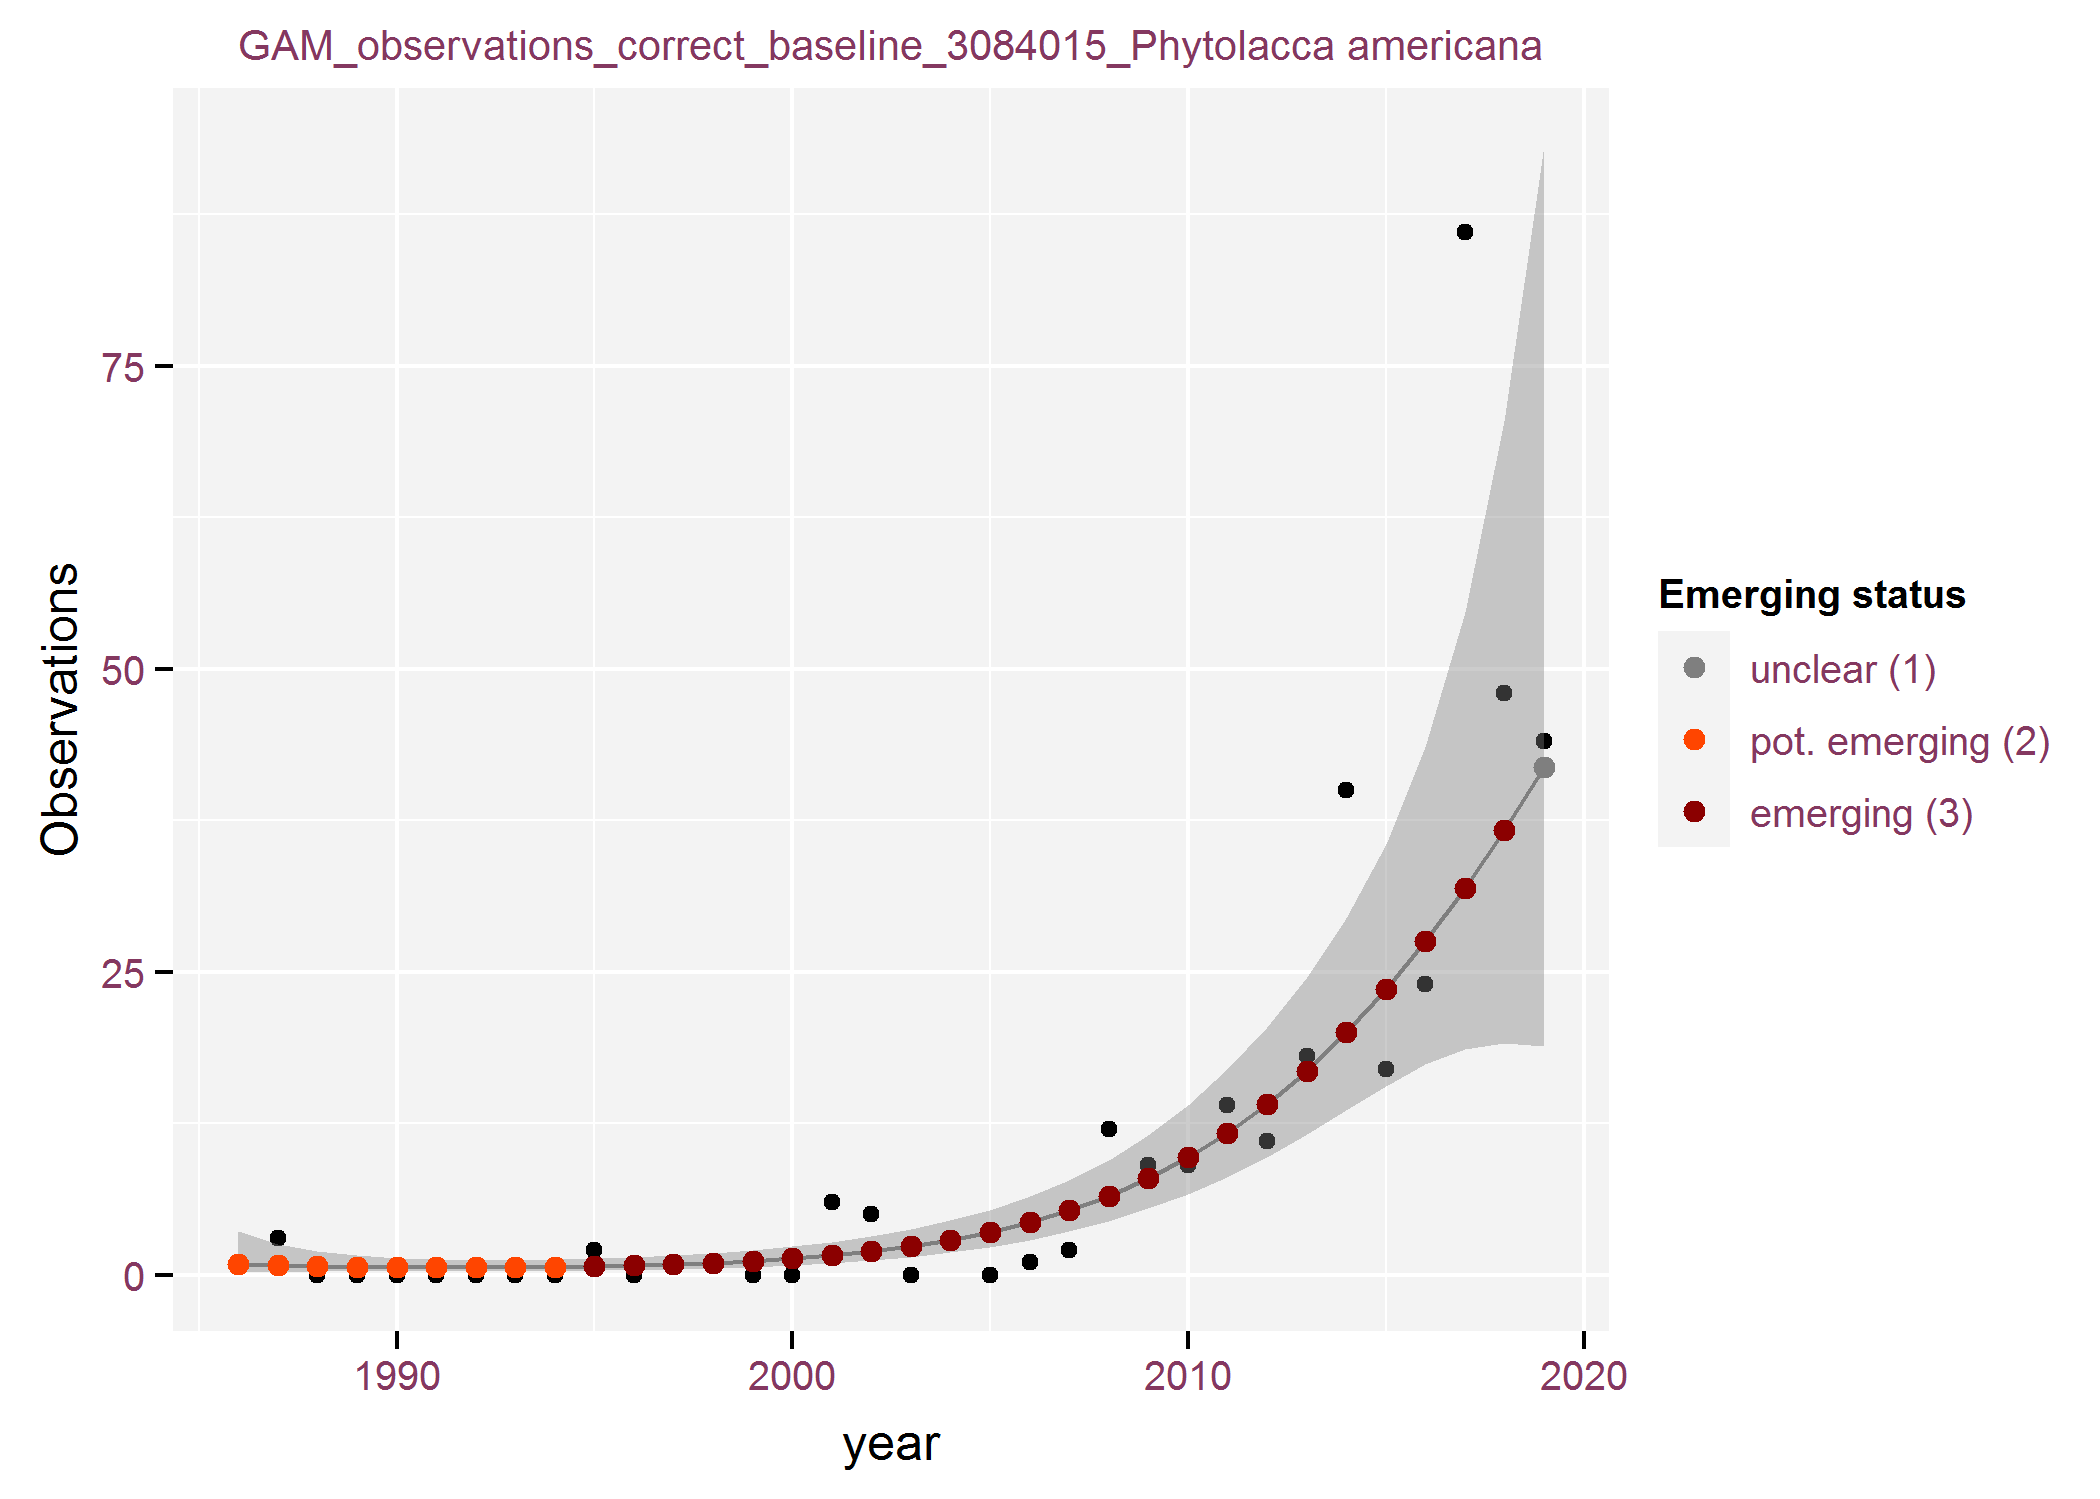 GAM_observations_correct_baseline_3084015_Phytolacca americana
Observations
75
50
25
0
1990 2000 2010 2020
year
Emerging status
unclear (1)
pot. emerging (2)
emerging (3)